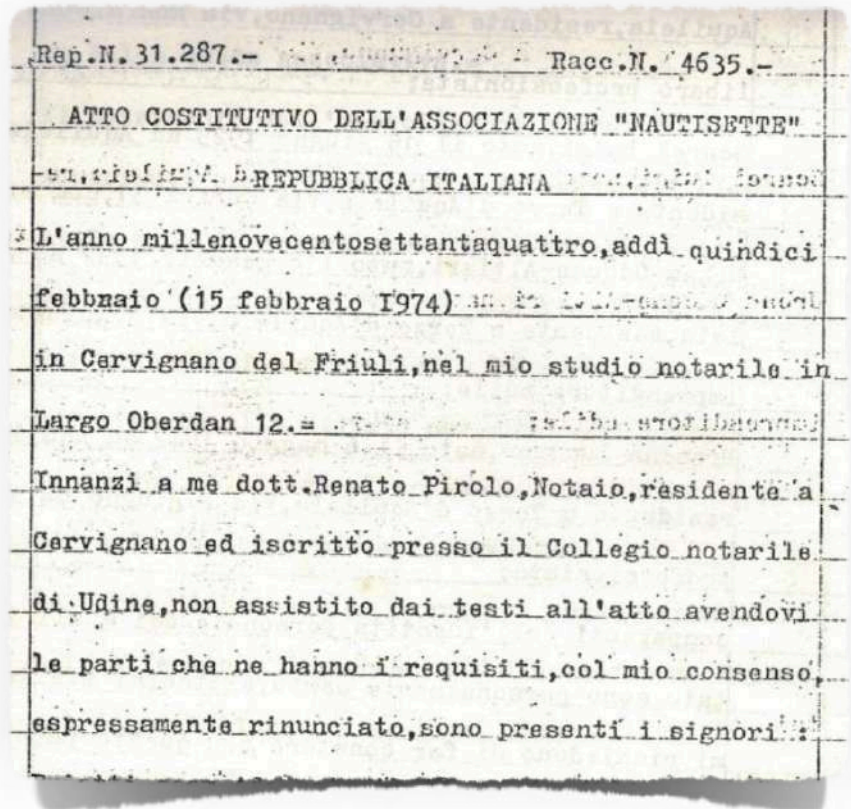 Rep.N. 31.287.- Racc.N. 4635.-
ATTO COSTITUTIVO DELL'ASSOCIAZIONE "NAUTISETTE"
REPUBBLICA ITALIANA
L'anno millenovecentosettantaquattro,addì quindici
febbraio (15 febbraio I974)
in Cervignano del Friuli,nel mio studio notarile in
Largo Oberdan 12.=
Innanzi a me dott.Renato Pirolo,Notaio,residente a
Cervignano ed iscritto presso il Collegio notarile
di Udine,non assistito dai testi all'atto avendovi
le parti che ne hanno i requisiti,col mio consenso,
espressamente rinunciato,sono presenti i signori :